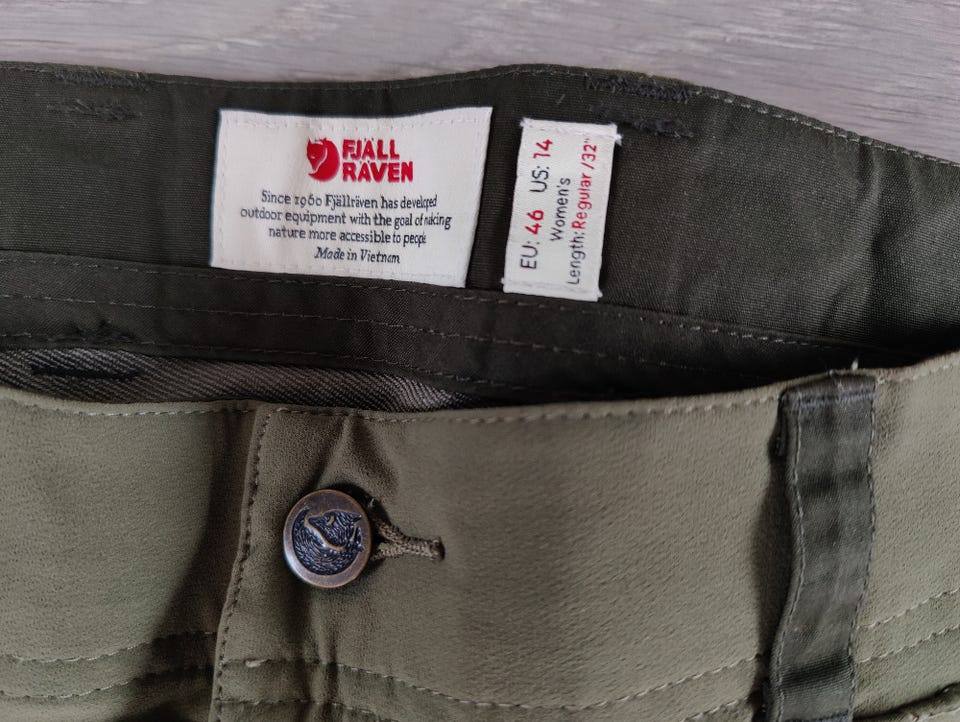 FJÄLL
RÄVEN
Since 1960 Fjällräven has developed
outdoor equipment with the goal of making
nature more accessible to people
Made in Vietnam
EU: 46 US: 14
Women's
Length: Regular /32"